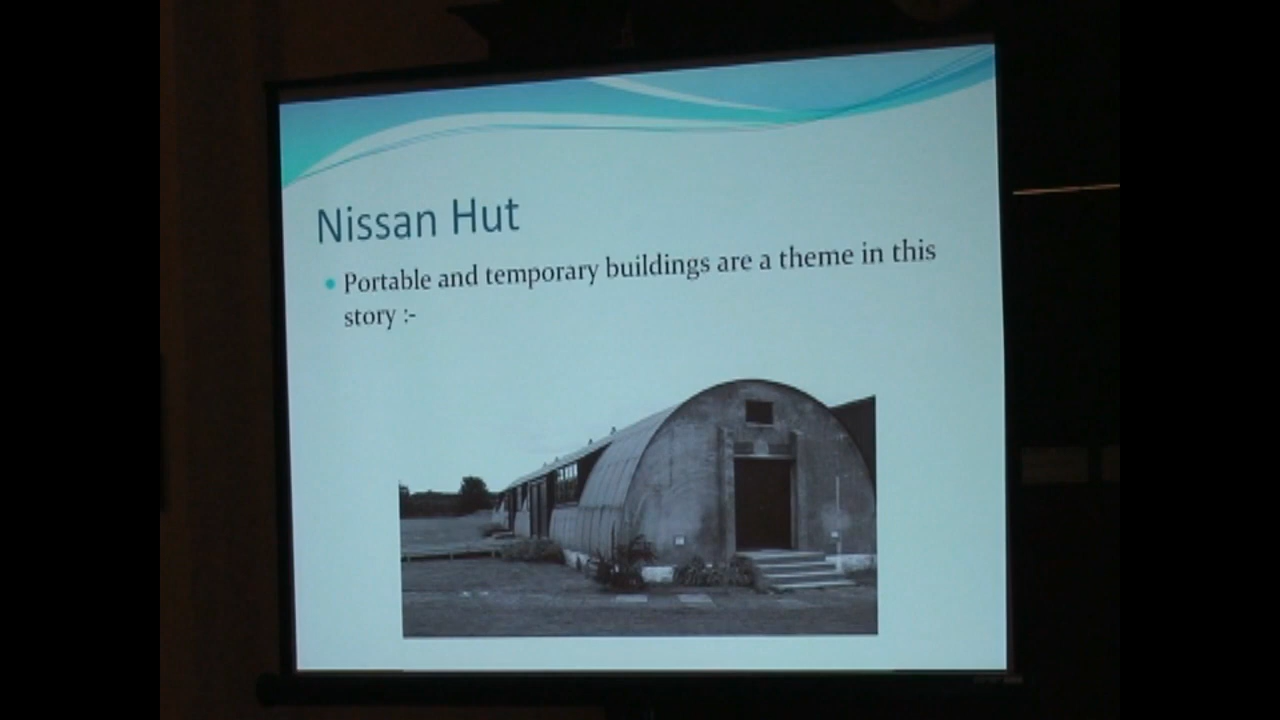 Nissan Hut
Portable and temporary buildings are a theme in this
story :-